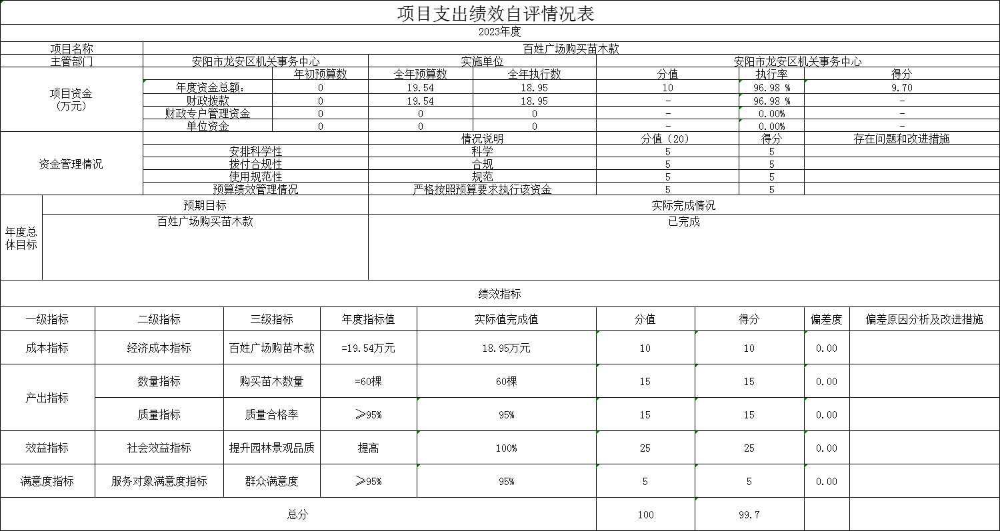 项目支出绩效自评情况表
2023年度
项目名称 百姓广场购买苗木款
主管部门 安阳市龙安区机关事务中心 实施单位 安阳市龙安区机关事务中心
项目资金
(万元)
年初预算数 全年预算数 全年执行数 分值 执行率 得分
年度资金总额: 0 19.54 18.95 10 96.98 % 9.70
财政拨款 0 19.54 18.95 - 96.98 % -
财政专户管理资金 0 0 0 - 0.00% -
单位资金 0 0 0 - 0.00% -
资金管理情况
情况说明 分值（20） 得分 存在问题和改进措施
安排科学性 科学 5 5
拨付合规性 合规 5 5
使用规范性 规范 5 5
预算绩效管理情况 严格按照预算要求执行该资金 5 5
年度总
体目标
预期目标 实际完成情况
百姓广场购买苗木款 已完成
绩效指标
一级指标 二级指标 三级指标 年度指标值 实际值完成值 分值 得分 偏差度 偏差原因分析及改进措施
成本指标 经济成本指标 百姓广场购苗木款 =19.54万元 18.95万元 10 10 0.00
产出指标 数量指标 购买苗木数量 =60棵 60棵 15 15 0.00
质量指标 质量合格率 ≥95% 95% 15 15 0.00
效益指标 社会效益指标 提升园林景观品质 提高 100% 25 25 0.00
满意度指标 服务对象满意度指标 群众满意度 ≥95% 95% 5 5 0.00
总分 100 99.7